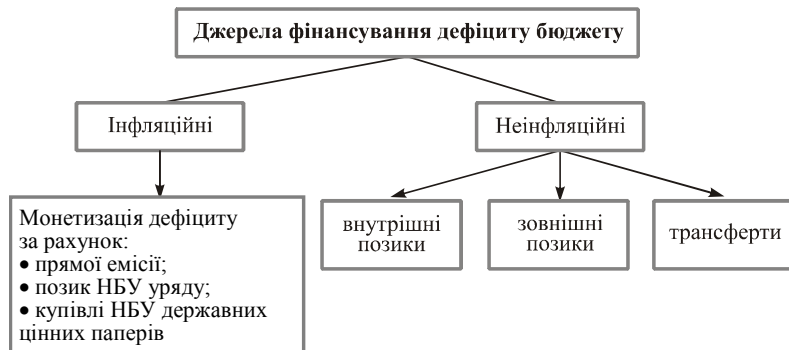 Джерела фінансування дефіциту бюджету
Інфляційні
Неінфляційні
Монетизація дефіциту
за рахунок:
• прямої емісії;
• позик НБУ уряду;
• купівлі НБУ державних
цінних паперів
внутрішні
позики
зовнішні
позики
трансферти